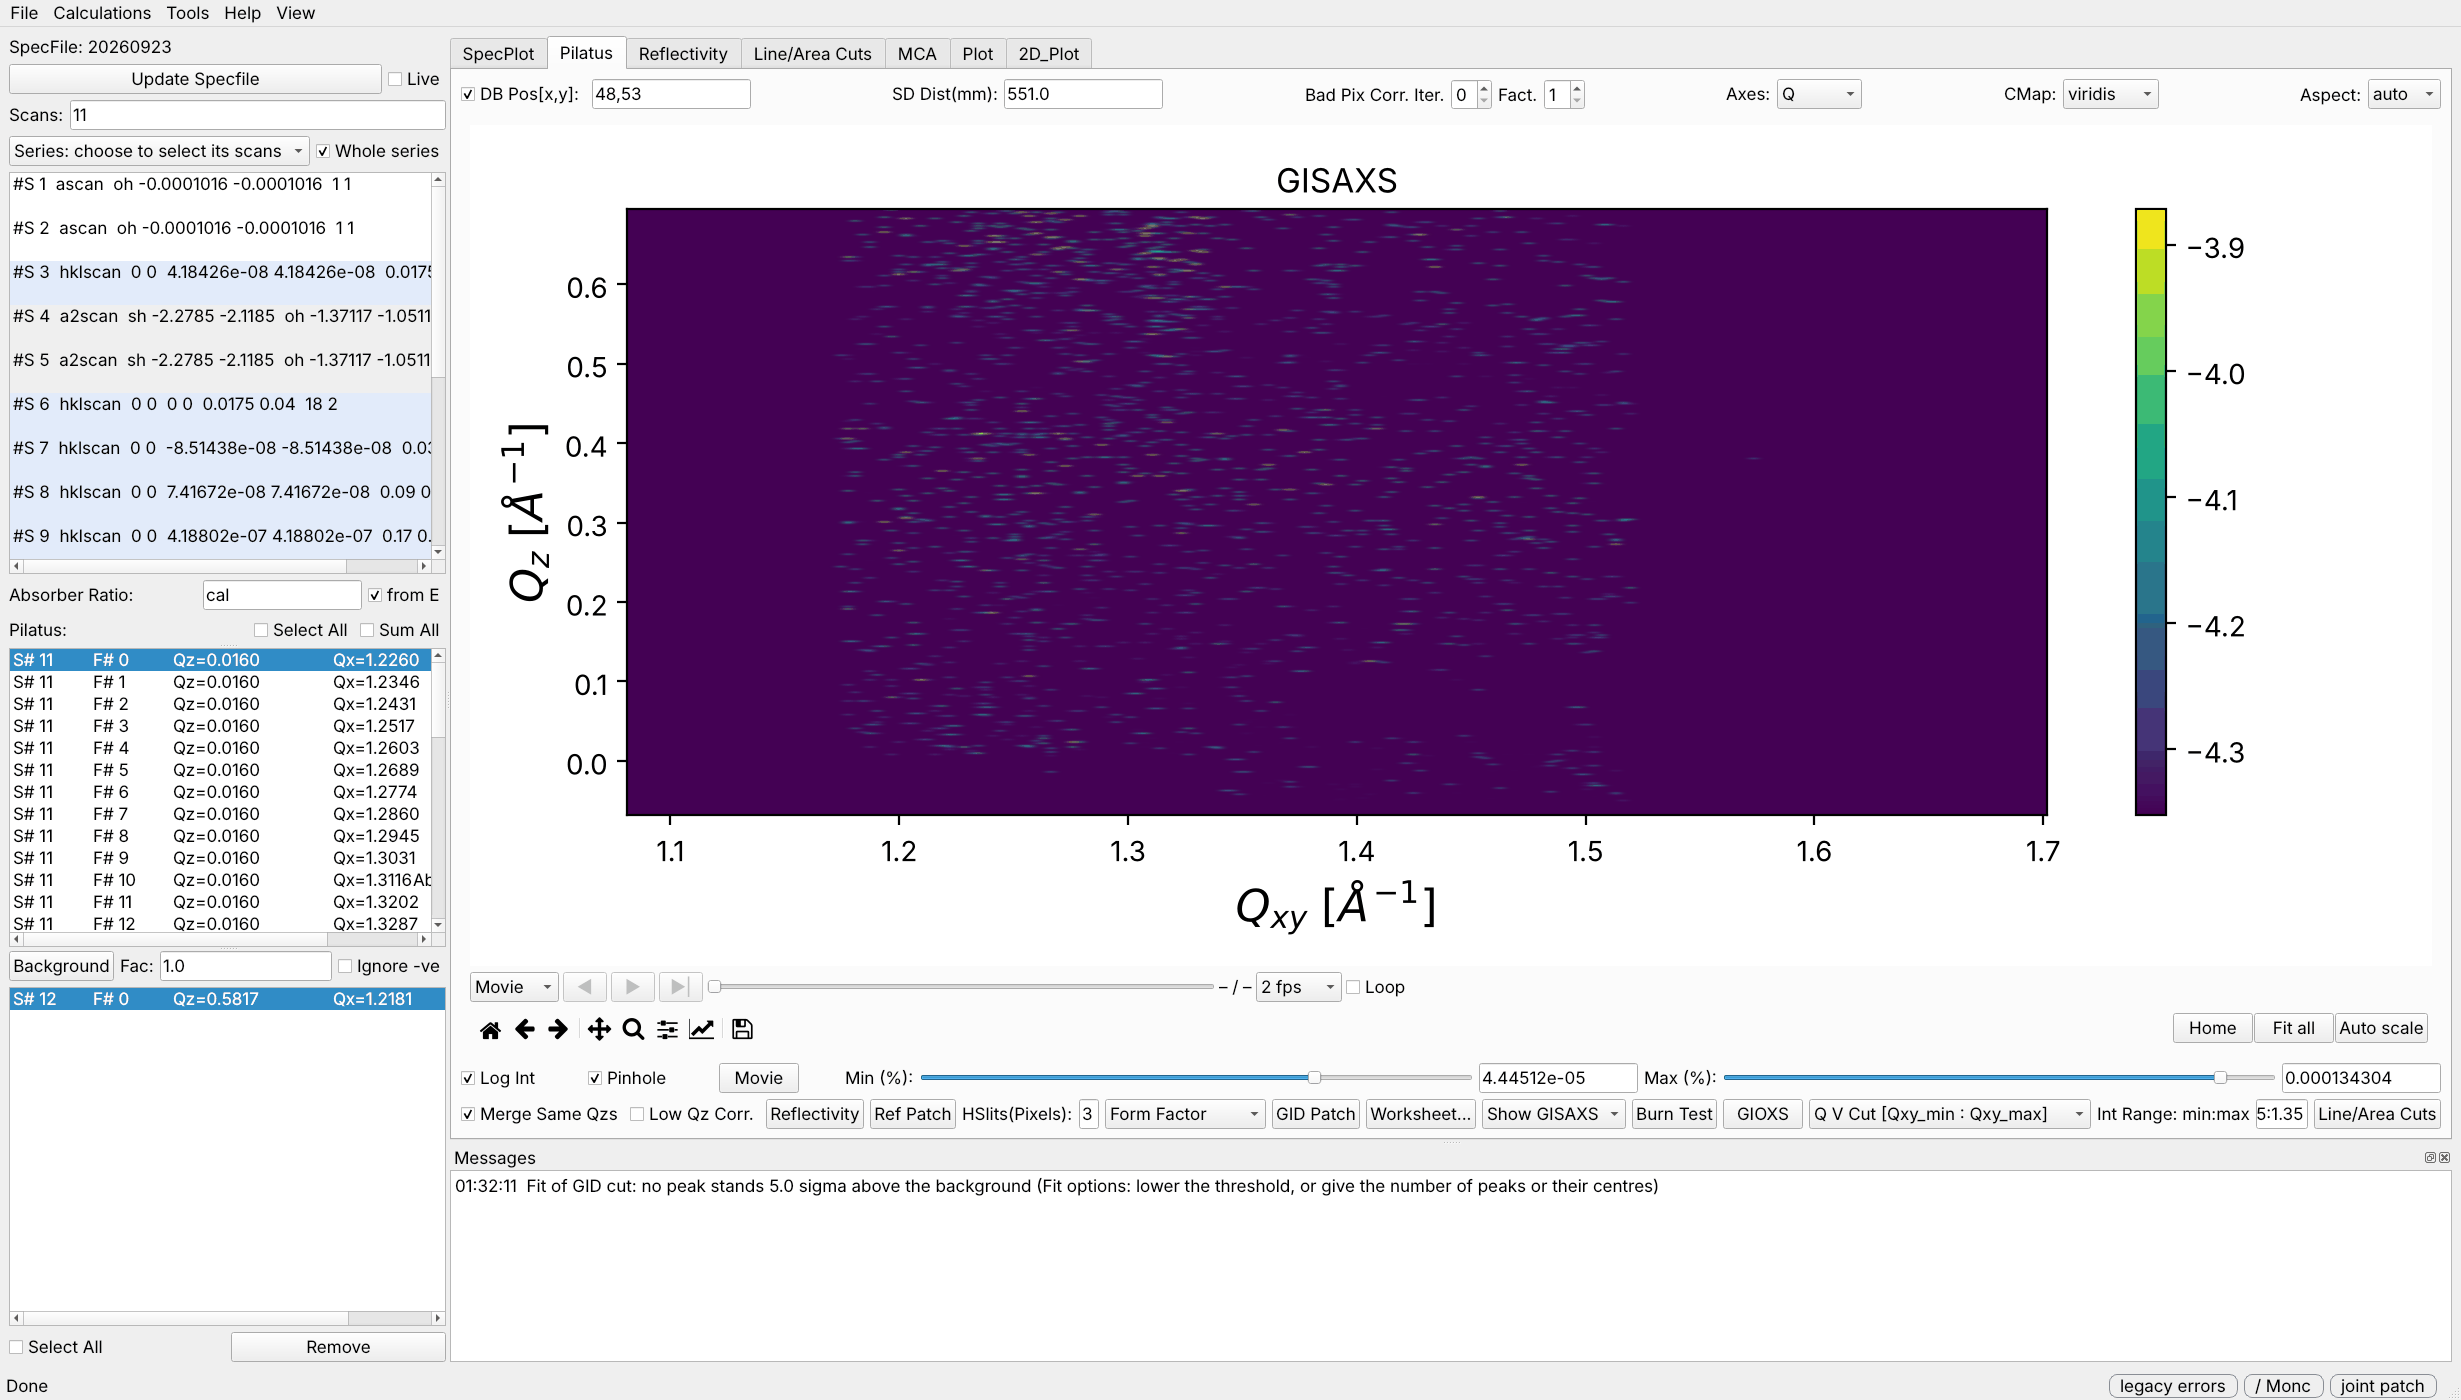 File Calculations Tools Help View
SpecFile: 20260923
Update Specfile Live
Scans: 11
Series: choose to select its scans Whole series
#S 1 ascan oh -0.0001016 -0.0001016 1 1
#S 2 ascan oh -0.0001016 -0.0001016 1 1
#S 3 hklscan 0 0 4.18426e-08 4.18426e-08 0.0175
#S 4 a2scan sh -2.2785 -2.1185 oh -1.37117 -1.0511
#S 5 a2scan sh -2.2785 -2.1185 oh -1.37117 -1.0511
#S 6 hklscan 0 0 0 0 0.0175 0.04 18 2
#S 7 hklscan 0 0 -8.51438e-08 -8.51438e-08 0.03
#S 8 hklscan 0 0 7.41672e-08 7.41672e-08 0.09 0
#S 9 hklscan 0 0 4.18802e-07 4.18802e-07 0.17 0.
Absorber Ratio: cal from E
Pilatus: Select All Sum All
S# 11 F# 0 Qz=0.0160 Qx=1.2260
S# 11 F# 1 Qz=0.0160 Qx=1.2346
S# 11 F# 2 Qz=0.0160 Qx=1.2431
S# 11 F# 3 Qz=0.0160 Qx=1.2517
S# 11 F# 4 Qz=0.0160 Qx=1.2603
S# 11 F# 5 Qz=0.0160 Qx=1.2689
S# 11 F# 6 Qz=0.0160 Qx=1.2774
S# 11 F# 7 Qz=0.0160 Qx=1.2860
S# 11 F# 8 Qz=0.0160 Qx=1.2945
S# 11 F# 9 Qz=0.0160 Qx=1.3031
S# 11 F# 10 Qz=0.0160 Qx=1.3116Ab
S# 11 F# 11 Qz=0.0160 Qx=1.3202
S# 11 F# 12 Qz=0.0160 Qx=1.3287
Background Fac: 1.0 Ignore -ve
S# 12 F# 0 Qz=0.5817 Qx=1.2181
Select All Remove
Done
SpecPlot Pilatus Reflectivity Line/Area Cuts MCA Plot 2D_Plot
DB Pos[x,y]: 48,53 SD Dist(mm): 551.0 Bad Pix Corr. Iter. 0 Fact. 1 Axes: Q CMap: viridis Aspect: auto
GISAXS
0.6
0.5
0.4
0.3
0.2
0.1
0.0
Qz [Å−1]
1.1 1.2 1.3 1.4 1.5 1.6 1.7
Qxy [Å−1]
−3.9
−4.0
−4.1
−4.2
−4.3
Movie – / – 2 fps Loop
Home Fit all Auto scale
Log Int Pinhole Movie Min (%): 4.44512e-05 Max (%): 0.000134304
Merge Same Qzs Low Qz Corr. Reflectivity Ref Patch HSlits(Pixels): 3 Form Factor GID Patch Worksheet... Show GISAXS Burn Test GIOXS Q V Cut [Qxy_min : Qxy_max] Int Range: min:max 5:1.35 Line/Area Cuts
Messages
01:32:11 Fit of GID cut: no peak stands 5.0 sigma above the background (Fit options: lower the threshold, or give the number of peaks or their centres)
legacy errors / Monc joint patch